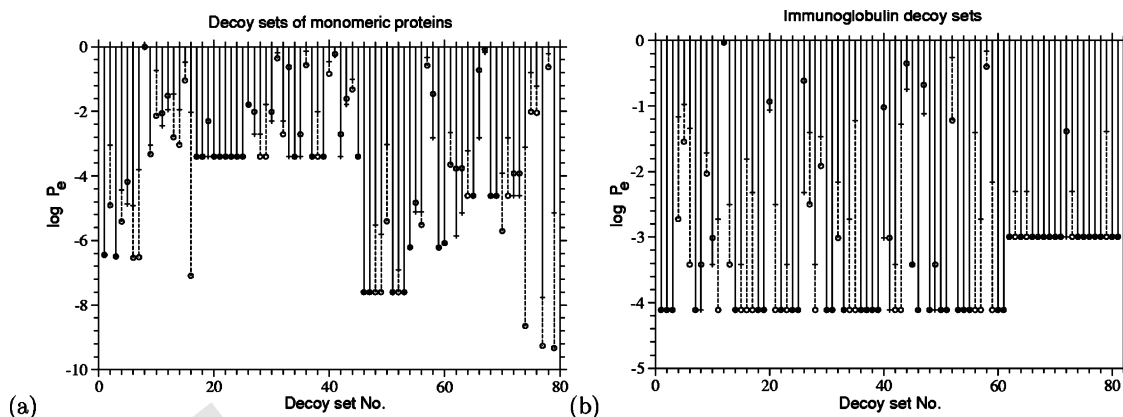 Decoy sets of monomeric proteins
0
-2
-4
-6
-8
-10
log Pe
0 20 40 60 80
Decoy set No.
(a)
Immunoglobulin decoy sets
0
-1
-2
-3
-4
-5
log Pe
0 20 40 60 80
Decoy set No.
(b)